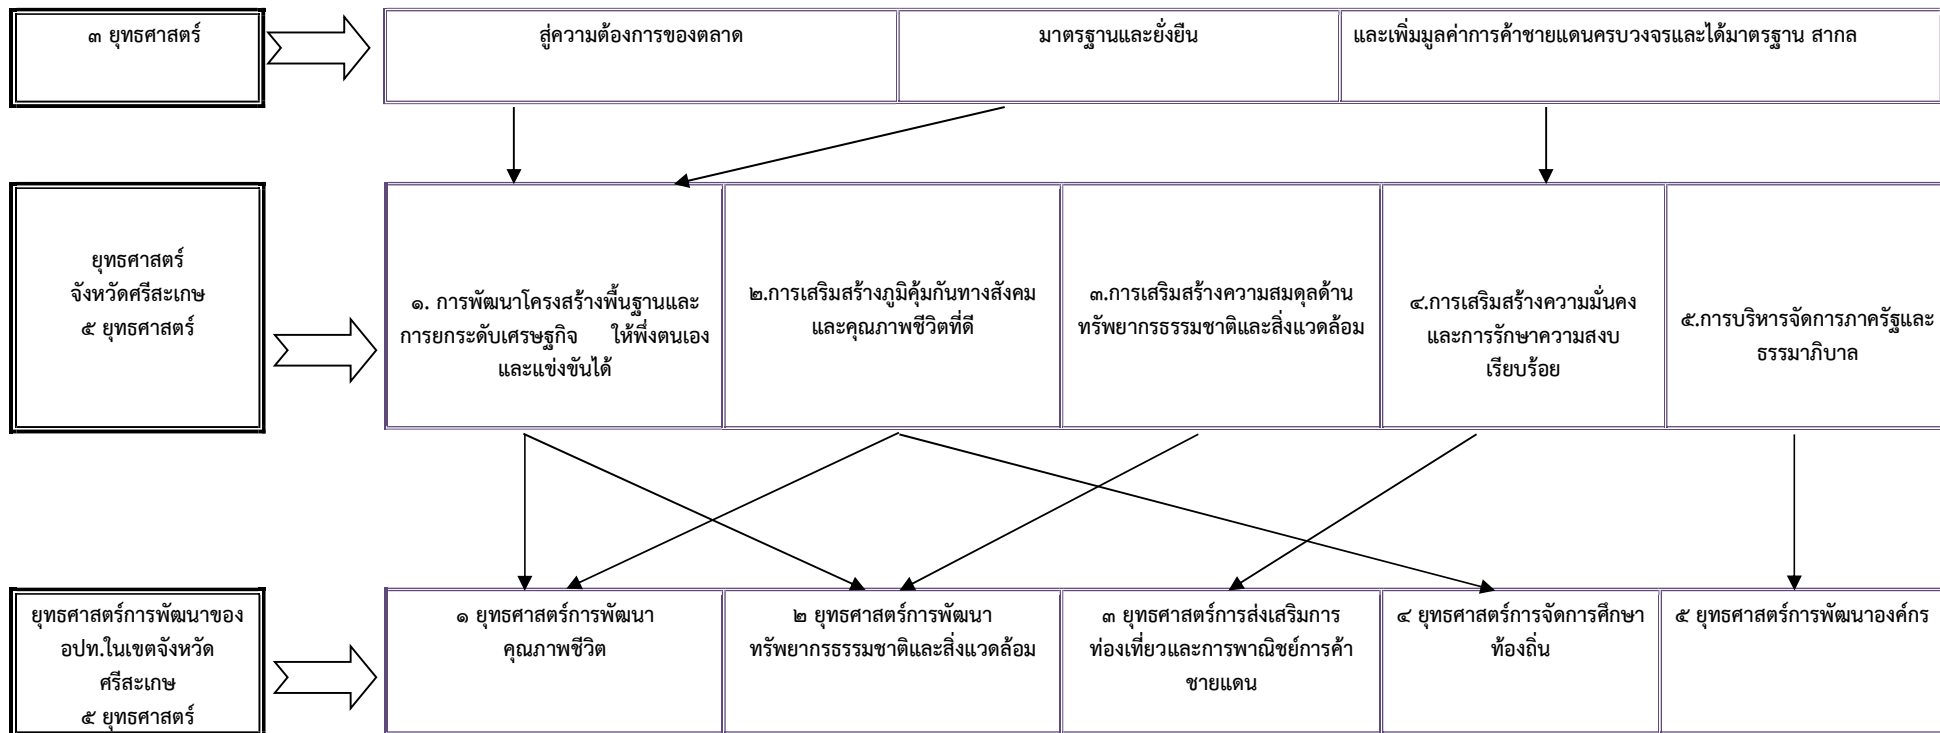 ๓ ยุทธศาสตร์
สู่ความต้องการของตลาด
มาตรฐานและยั่งยืน
และเพิ่มมูลค่าการค้าชายแดนครบวงจรและได้มาตรฐาน สากล
ยุทธศาสตร์
จังหวัดศรีสะเกษ
๕ ยุทธศาสตร์
๑. การพัฒนาโครงสร้างพื้นฐานและ
การยกระดับเศรษฐกิจ ให้พึ่งตนเอง
และแข่งขันได้
๒.การเสริมสร้างภูมิคุ้มกันทางสังคม
และคุณภาพชีวิตที่ดี
๓.การเสริมสร้างความสมดุลด้าน
ทรัพยากรธรรมชาติและสิ่งแวดล้อม
๔.การเสริมสร้างความมั่นคง
และการรักษาความสงบ
เรียบร้อย
๕.การบริหารจัดการภาครัฐและ
ธรรมาภิบาล
ยุทธศาสตร์การพัฒนาของ
อปท.ในเขตจังหวัด
ศรีสะเกษ
๕ ยุทธศาสตร์
๑ ยุทธศาสตร์การพัฒนา
คุณภาพชีวิต
๒ ยุทธศาสตร์การพัฒนา
ทรัพยากรธรรมชาติและสิ่งแวดล้อม
๓ ยุทธศาสตร์การส่งเสริมการ
ท่องเที่ยวและการพาณิชย์การค้า
ชายแดน
๔ ยุทธศาสตร์การจัดการศึกษา
ท้องถิ่น
๕ ยุทธศาสตร์การพัฒนาองค์กร